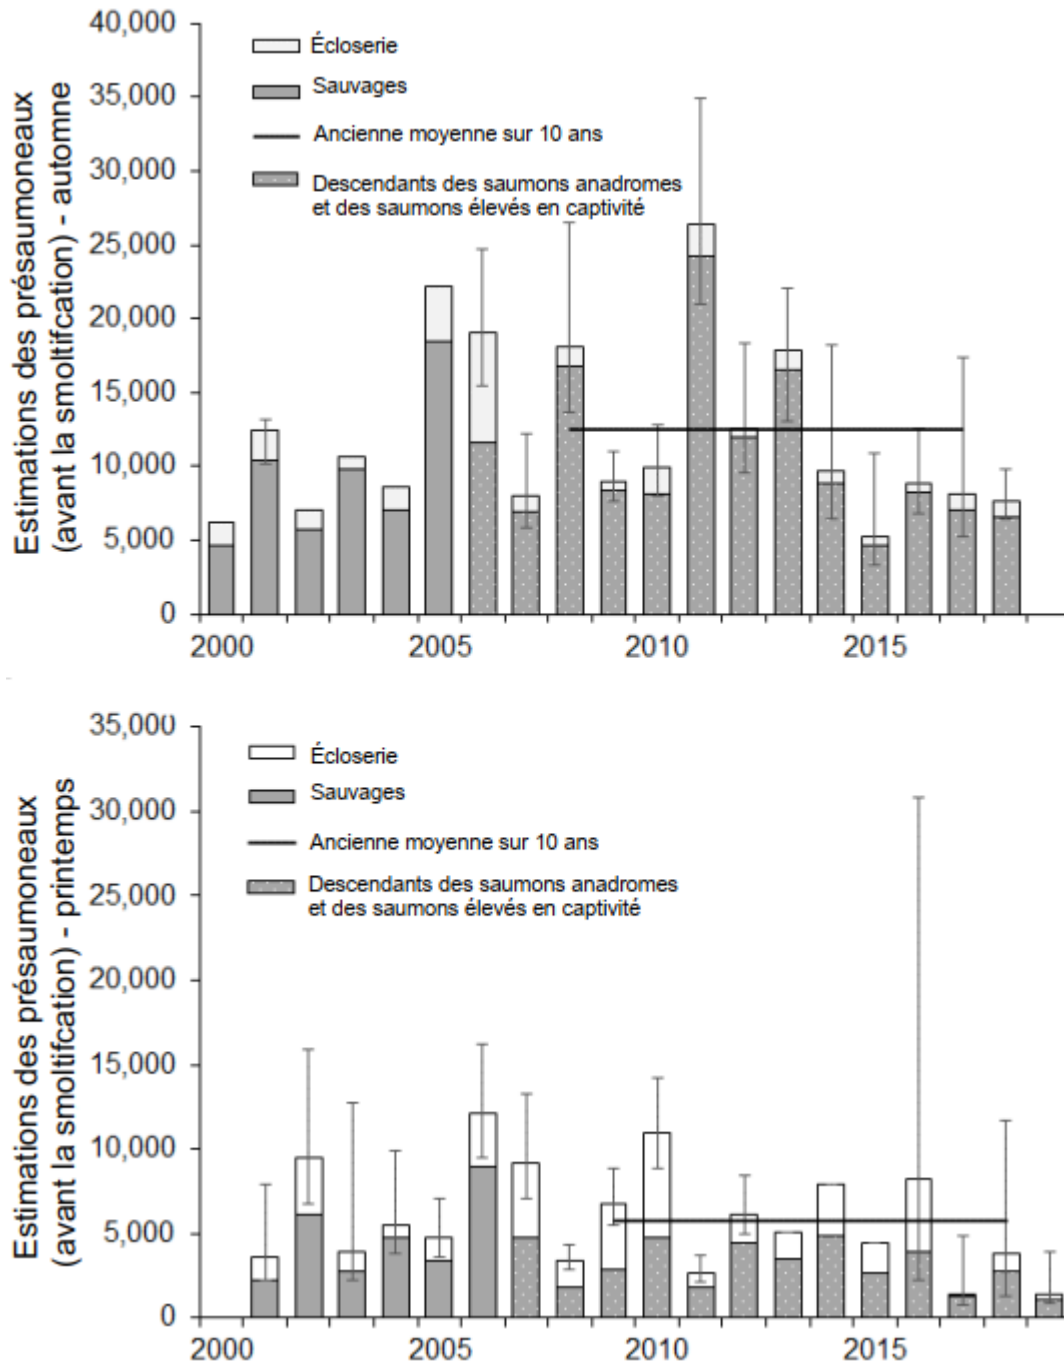 Estimations des présaumoneaux
(avant la smoltifcation) - automne
40,000
35,000
30,000
25,000
20,000
15,000
10,000
5,000
0
Écloserie
Sauvages
Ancienne moyenne sur 10 ans
Descendants des saumons anadromes
et des saumons élevés en captivité
2000
2005
2010
2015
Estimations des présaumoneaux
(avant la smoltifcation) - printemps
35,000
30,000
25,000
20,000
15,000
10,000
5,000
0
Écloserie
Sauvages
Ancienne moyenne sur 10 ans
Descendants des saumons anadromes
et des saumons élevés en captivité
2000
2005
2010
2015